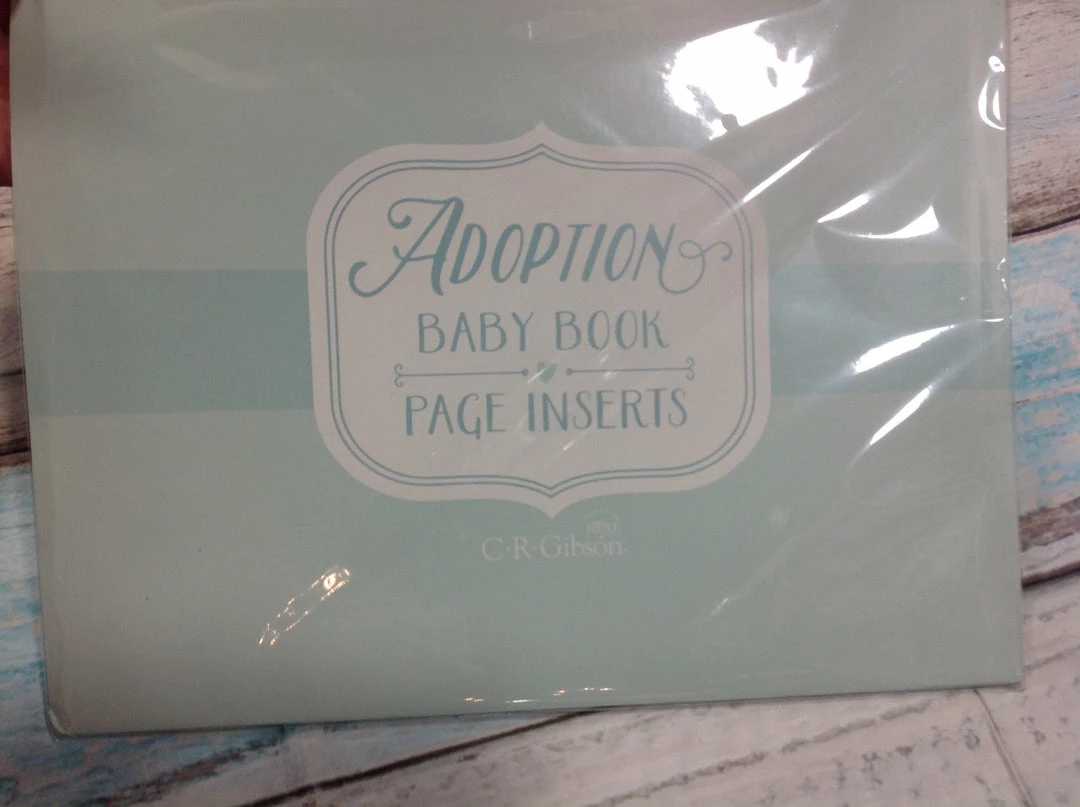 ADOPTION
BABY BOOK
PAGE INSERTS
1870
C·R·Gibson